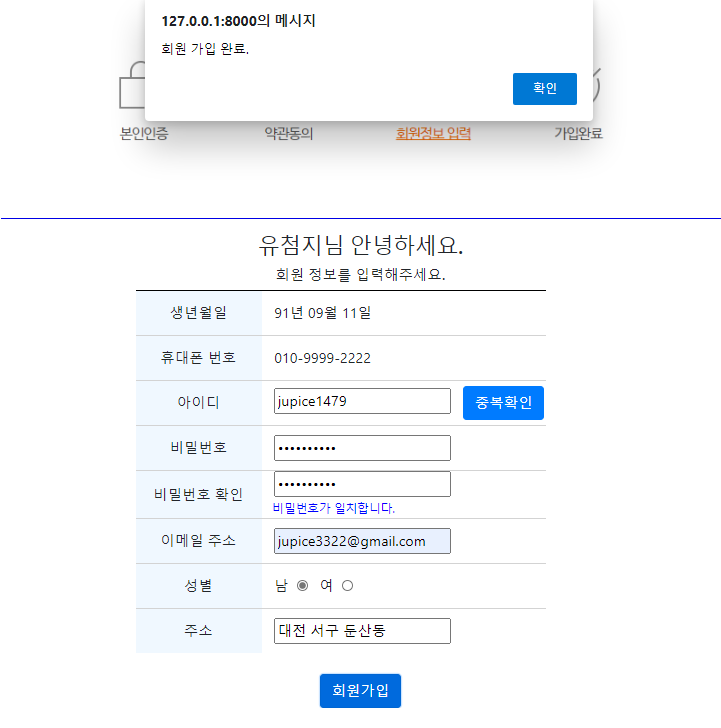 127.0.0.1:8000의 메시지
회원 가입 완료.
확인
본인인증 약관동의 회원정보 입력 가입완료
유첨지님 안녕하세요.
회원 정보를 입력해주세요.
생년월일 91년 09월 11일
휴대폰 번호 010-9999-2222
아이디 jupice1479 중복확인
비밀번호 ••••••••••
비밀번호 확인 ••••••••••
비밀번호가 일치합니다.
이메일 주소 jupice3322@gmail.com
성별 남 여
주소 대전 서구 둔산동
회원가입